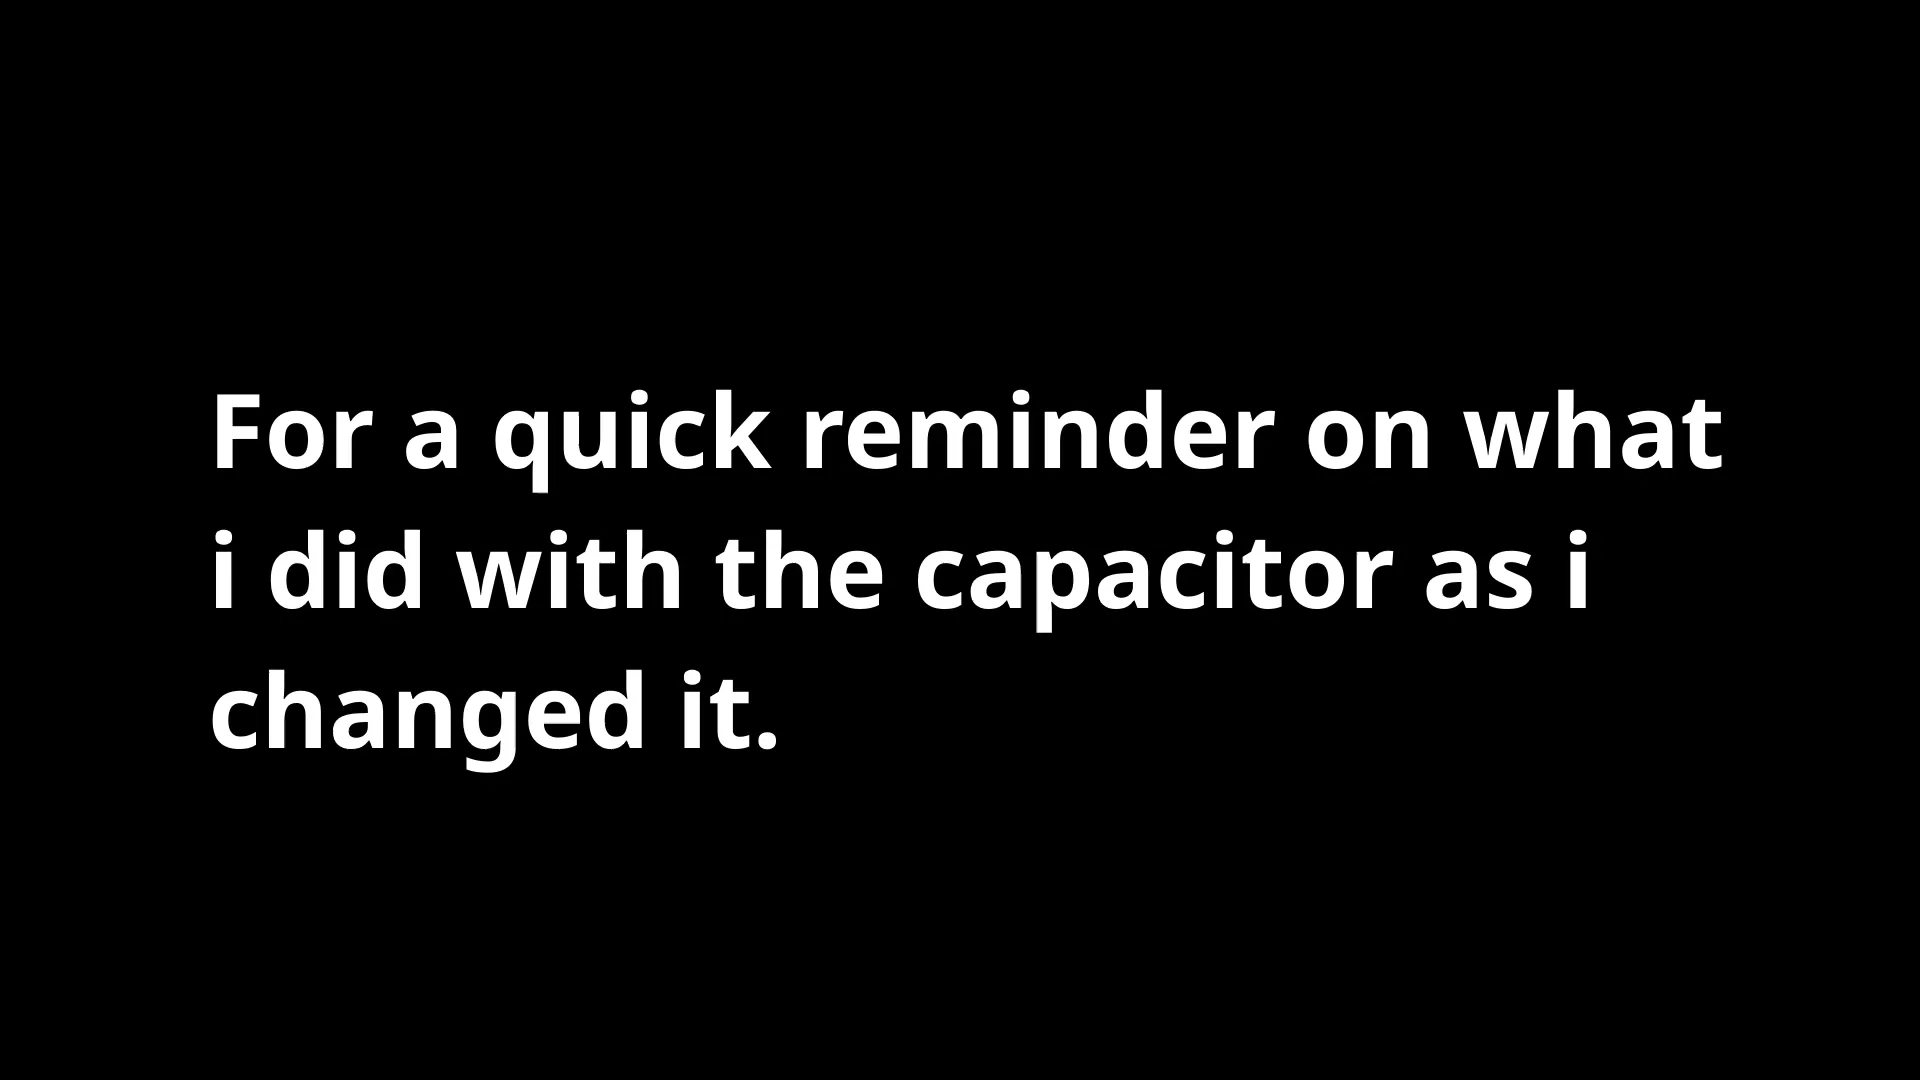 For a quick reminder on what
i did with the capacitor as i
changed it.